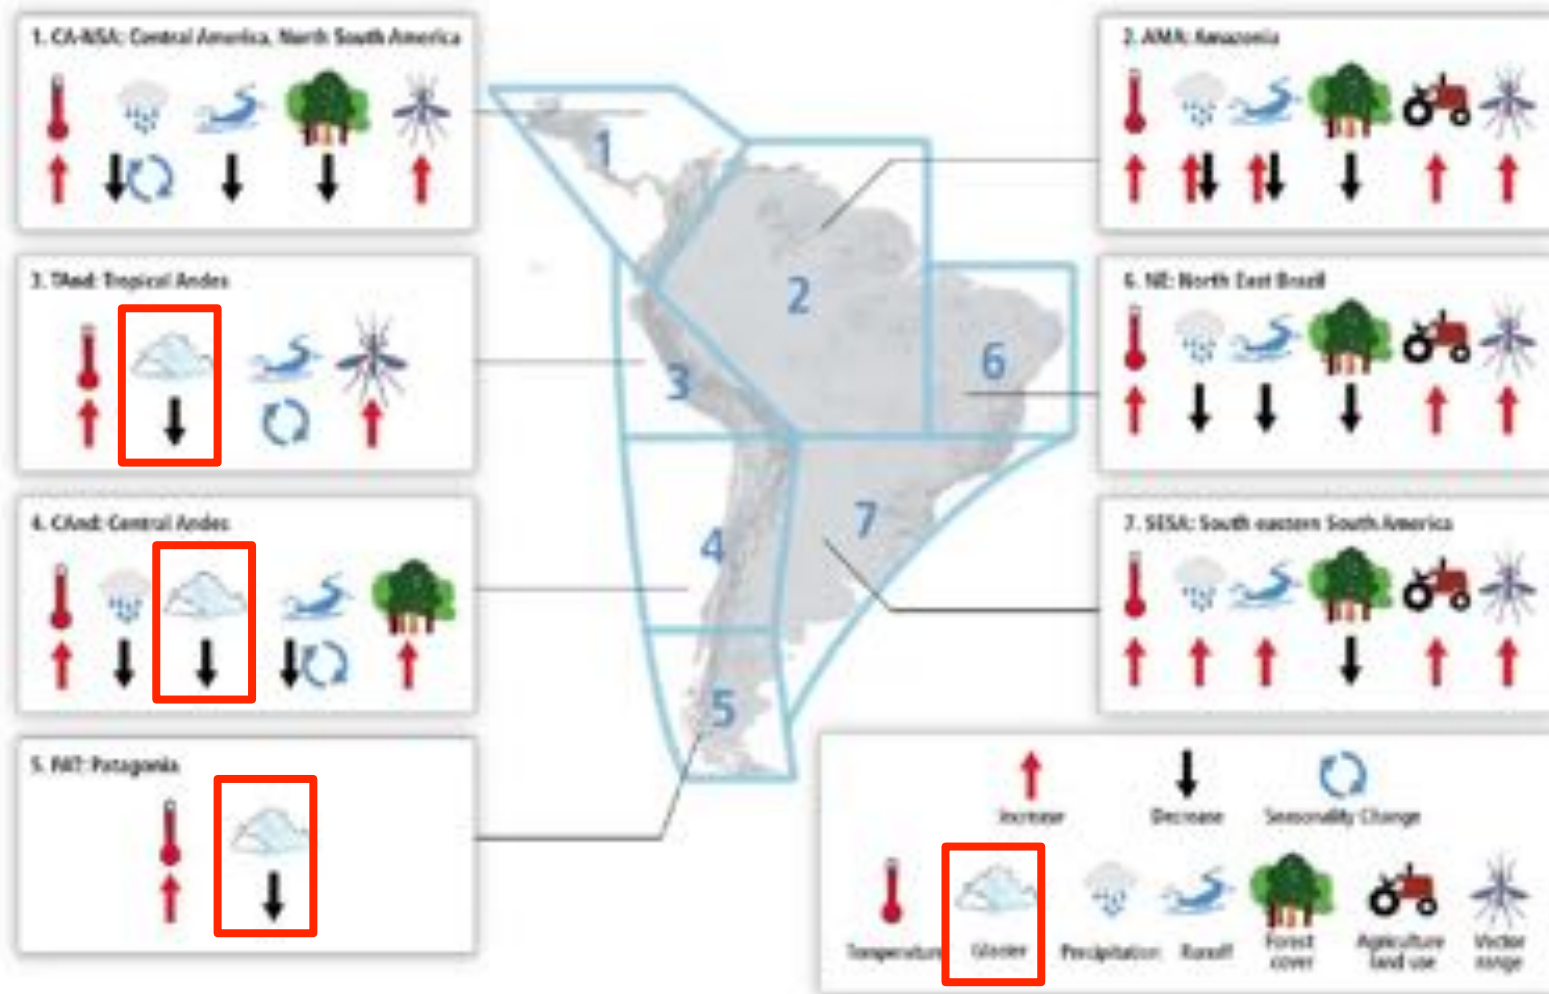 1. CA-NSA: Central America, North South America
2. AMA: Amazonia
3. TAnd: Tropical Andes
6. NE: North East Brazil
4. CAnd: Central Andes
7. SESA: South eastern South America
5. PAT: Patagonia
1
2
3
6
4
7
5
Increase
Decrease
Seasonality Change
Temperature
Glacier
Precipitation
Runoff
Forest
cover
Agriculture
land use
Vector
range